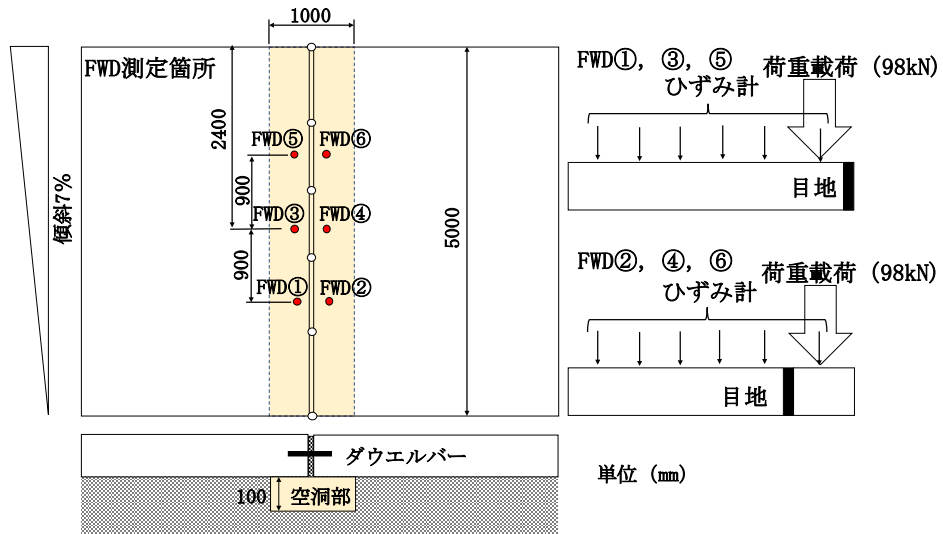 1000
FWD測定箇所
傾斜7%
2400
900
900
5000
FWD⑤
FWD⑥
FWD③
FWD④
FWD①
FWD②
ダウエルバー
100
空洞部
FWD①, ③, ⑤
荷重載荷 (98kN)
ひずみ計
目地
FWD②, ④, ⑥
荷重載荷 (98kN)
ひずみ計
目地
単位 (mm)